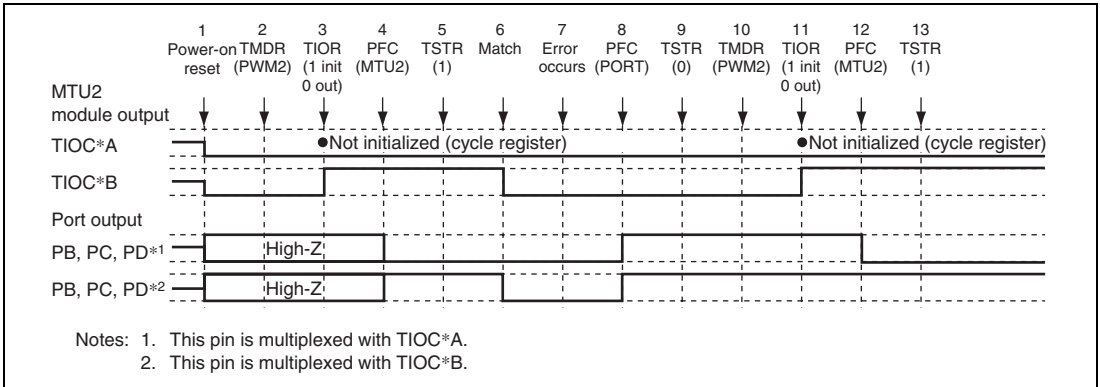 1 2 3 4 5 6 7 8 9 10 11 12 13
Power-on TMDR TIOR PFC TSTR Match Error PFC TSTR TMDR TIOR PFC TSTR
reset (PWM2) (1 init (MTU2) (1) occurs (PORT) (0) (PWM2) (1 init (MTU2) (1)
0 out) 0 out)
MTU2
module output
TIOC*A ●Not initialized (cycle register) ●Not initialized (cycle register)
TIOC*B
Port output
PB, PC, PD*1 High-Z
PB, PC, PD*2 High-Z
Notes: 1. This pin is multiplexed with TIOC*A.
2. This pin is multiplexed with TIOC*B.